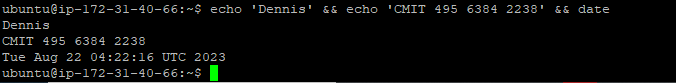 ubuntu@ip-172-31-40-66:~$ echo 'Dennis' && echo 'CMIT 495 6384 2238' && date
Dennis
CMIT 495 6384 2238
Tue Aug 22 04:22:16 UTC 2023
ubuntu@ip-172-31-40-66:~$